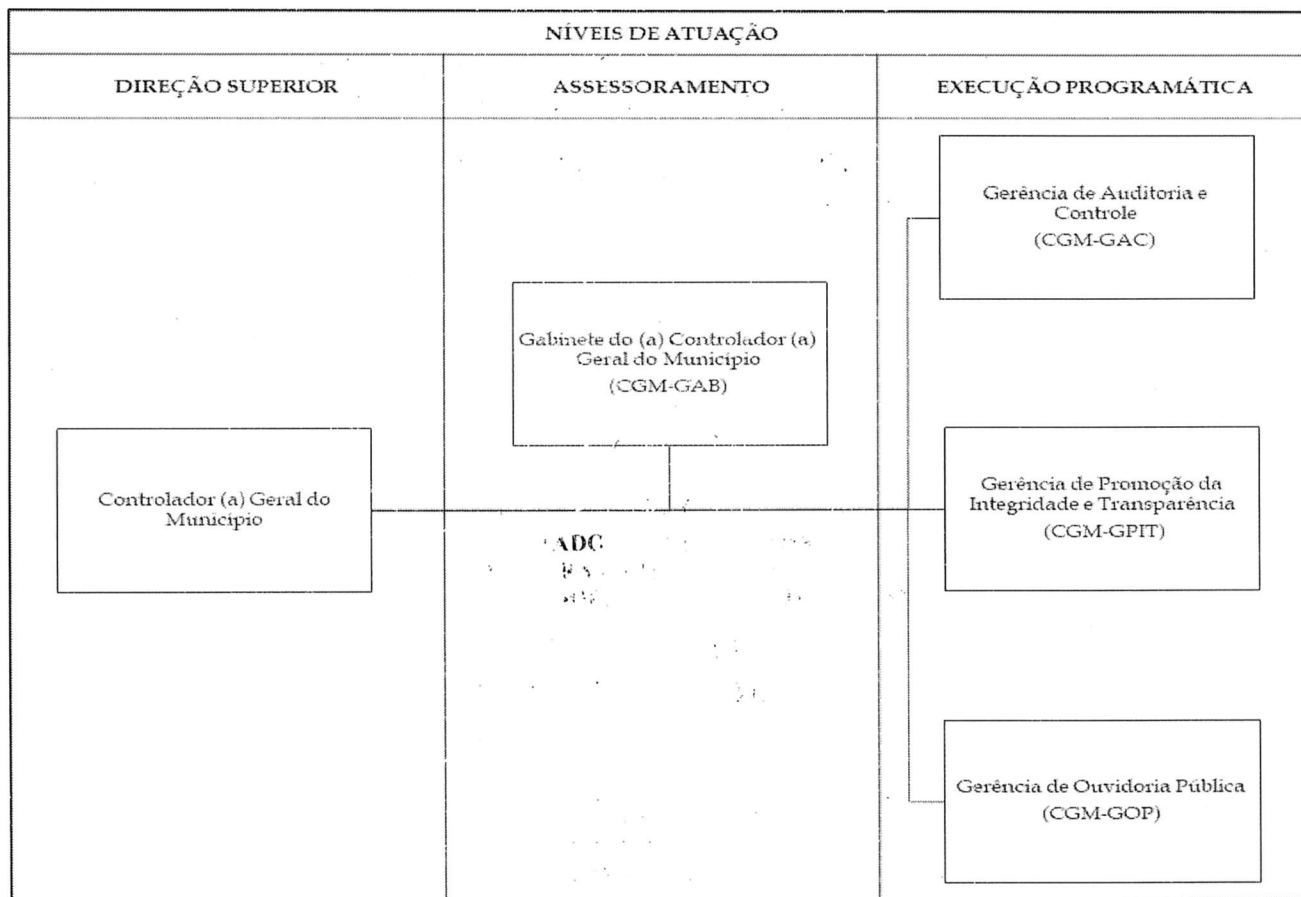 NÍVEIS DE ATUAÇÃO
DIREÇÃO SUPERIOR
ASSESSORAMENTO
EXECUÇÃO PROGRAMÁTICA
Gerência de Auditoria e
Controle
(CGM-GAC)
Gabinete do (a) Controlador (a)
Geral do Município
(CGM-GAB)
Controlador (a) Geral do
Município
Gerência de Promoção da
Integridade e Transparência
(CGM-GPIT)
ADC
Gerência de Ouvidoria Pública
(CGM-GOP)